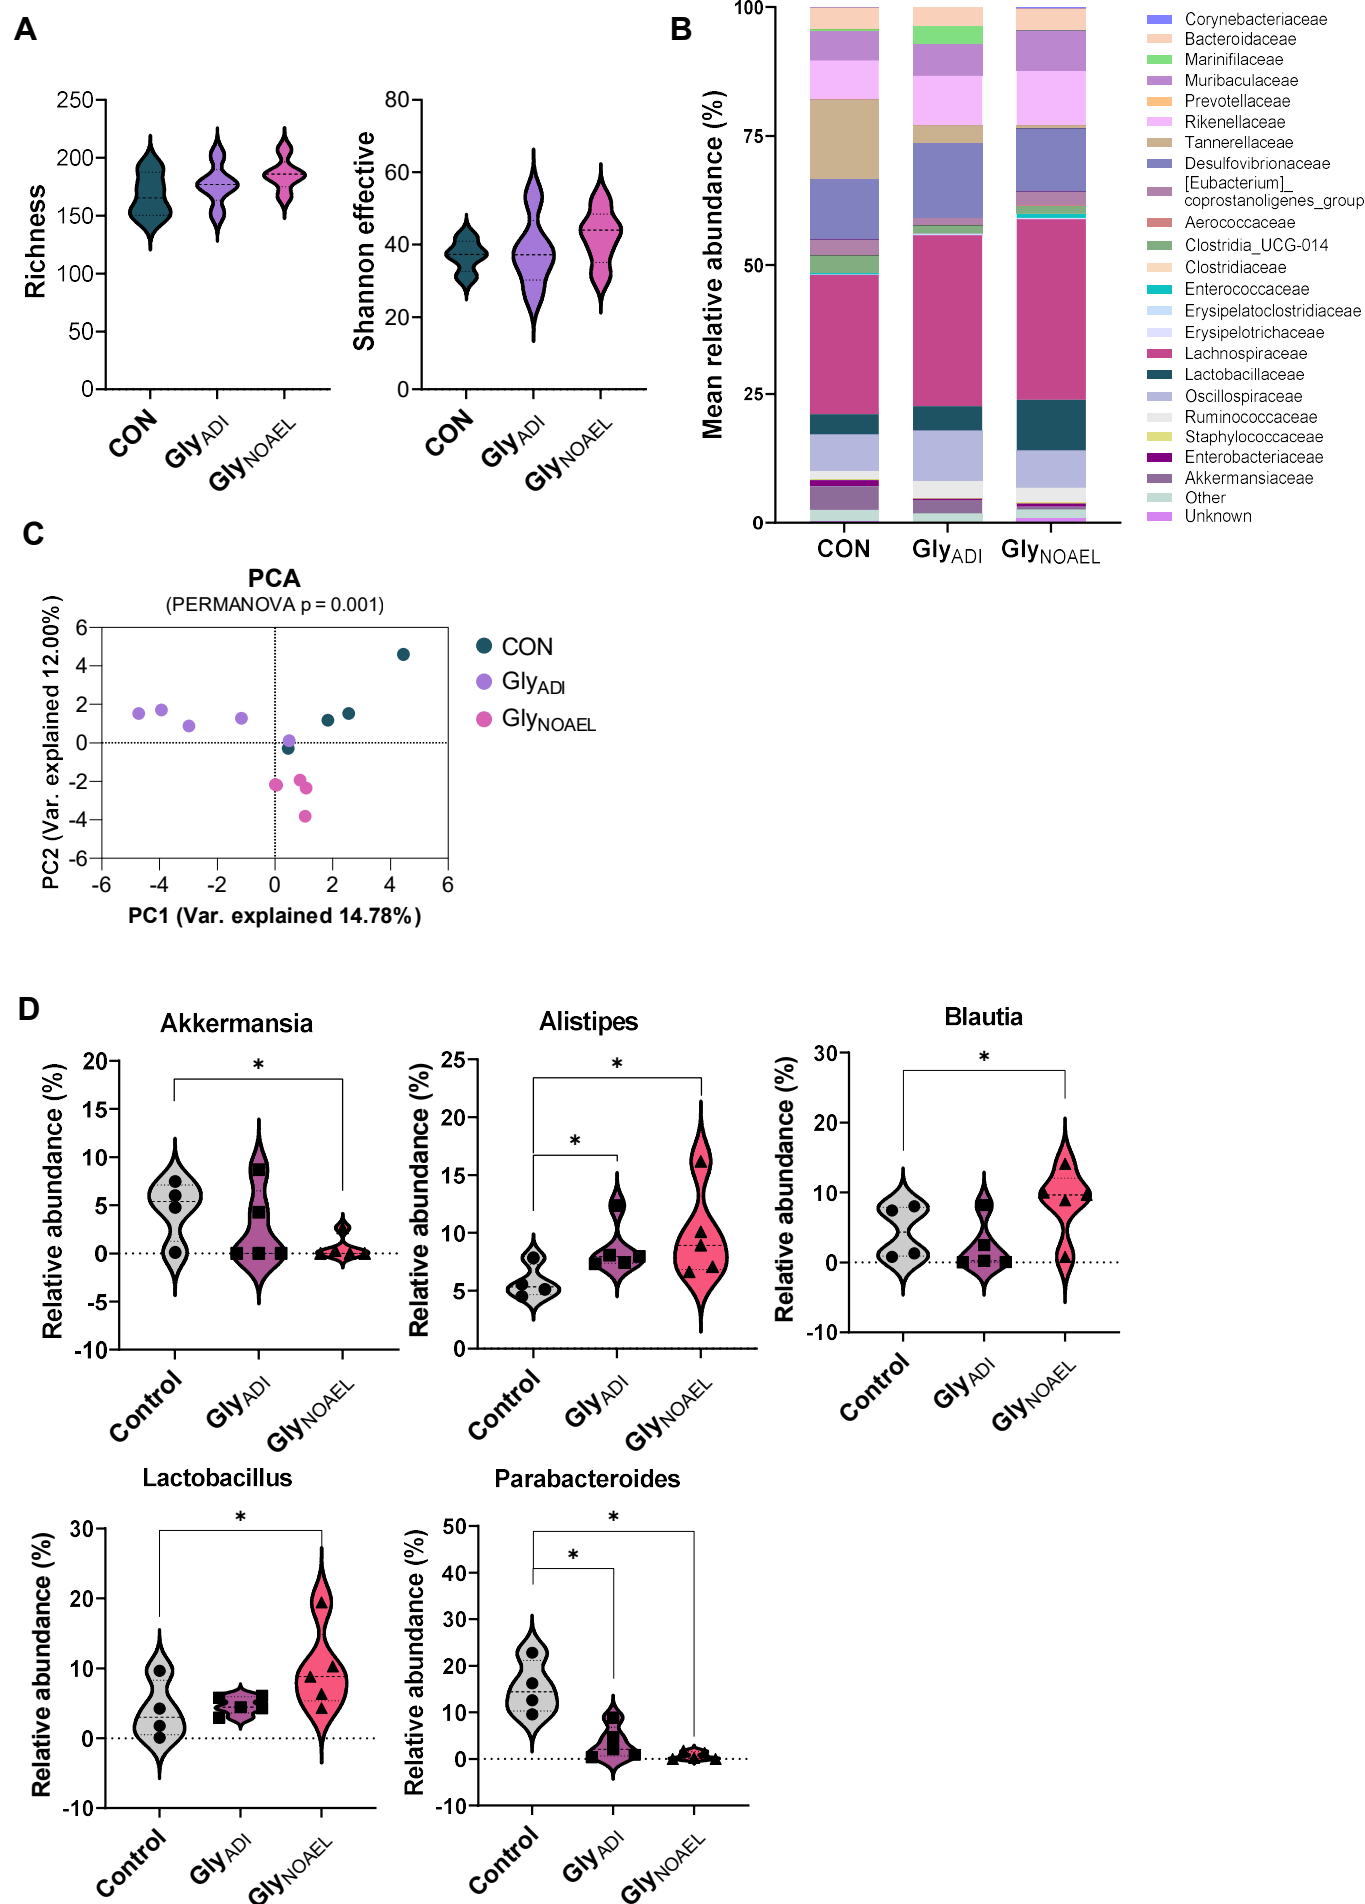 A
250
200
150
100
50
0
Richness
CON
GlyADI
GlyNOAEL
80
60
40
20
0
Shannon effective
CON
GlyADI
GlyNOAEL
B
100
75
50
25
0
Mean relative abundance (%)
CON
GlyADI
GlyNOAEL
Corynebacteriaceae
Bacteroidaceae
Marinifilaceae
Muribaculaceae
Prevotellaceae
Rikenellaceae
Tannerellaceae
Desulfovibrionaceae
[Eubacterium]_
coprostanoligenes_group
Aerococcaceae
Clostridia_UCG-014
Clostridiaceae
Enterococcaceae
Erysipelatoclostridiaceae
Erysipelotrichaceae
Lachnospiraceae
Lactobacillaceae
Oscillospiraceae
Ruminococcaceae
Staphylococcaceae
Enterobacteriaceae
Akkermansiaceae
Other
Unknown
C
PCA
(PERMANOVA p = 0.001)
6
4
2
0
-2
-4
-6
PC2 (Var. explained 12.00%)
-6 -4 -2 0 2 4 6
PC1 (Var. explained 14.78%)
CON
GlyADI
GlyNOAEL
D
Akkermansia
20
15
10
5
0
-5
-10
Relative abundance (%)
*
Control
GlyADI
GlyNOAEL
Alistipes
25
20
15
10
5
0
Relative abundance (%)
*
*
Control
GlyADI
GlyNOAEL
Blautia
30
20
10
0
-10
Relative abundance (%)
*
Control
GlyADI
GlyNOAEL
Lactobacillus
30
20
10
0
-10
Relative abundance (%)
*
Control
GlyADI
GlyNOAEL
Parabacteroides
50
40
30
20
10
0
-10
Relative abundance (%)
*
*
Control
GlyADI
GlyNOAEL